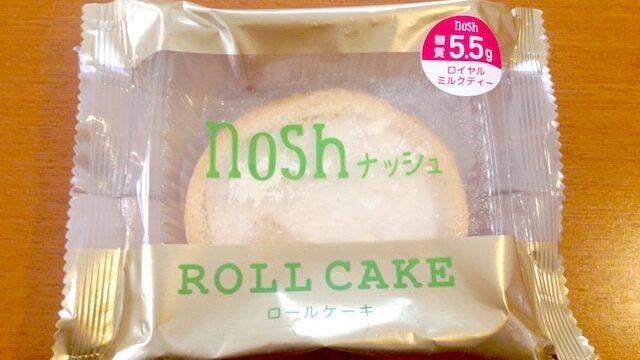 nosh
糖質 5.5g
ロイヤル
ミルクティー
nosh ナッシュ
ROLL CAKE
ロールケーキ